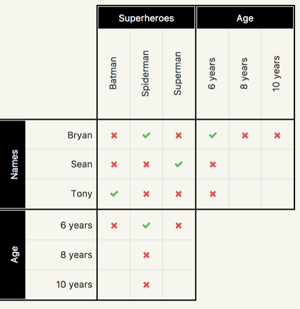 Superheroes Age
Batman Spiderman Superman 6 years 8 years 10 years
Names
Bryan
Sean
Tony
Age
6 years
8 years
10 years